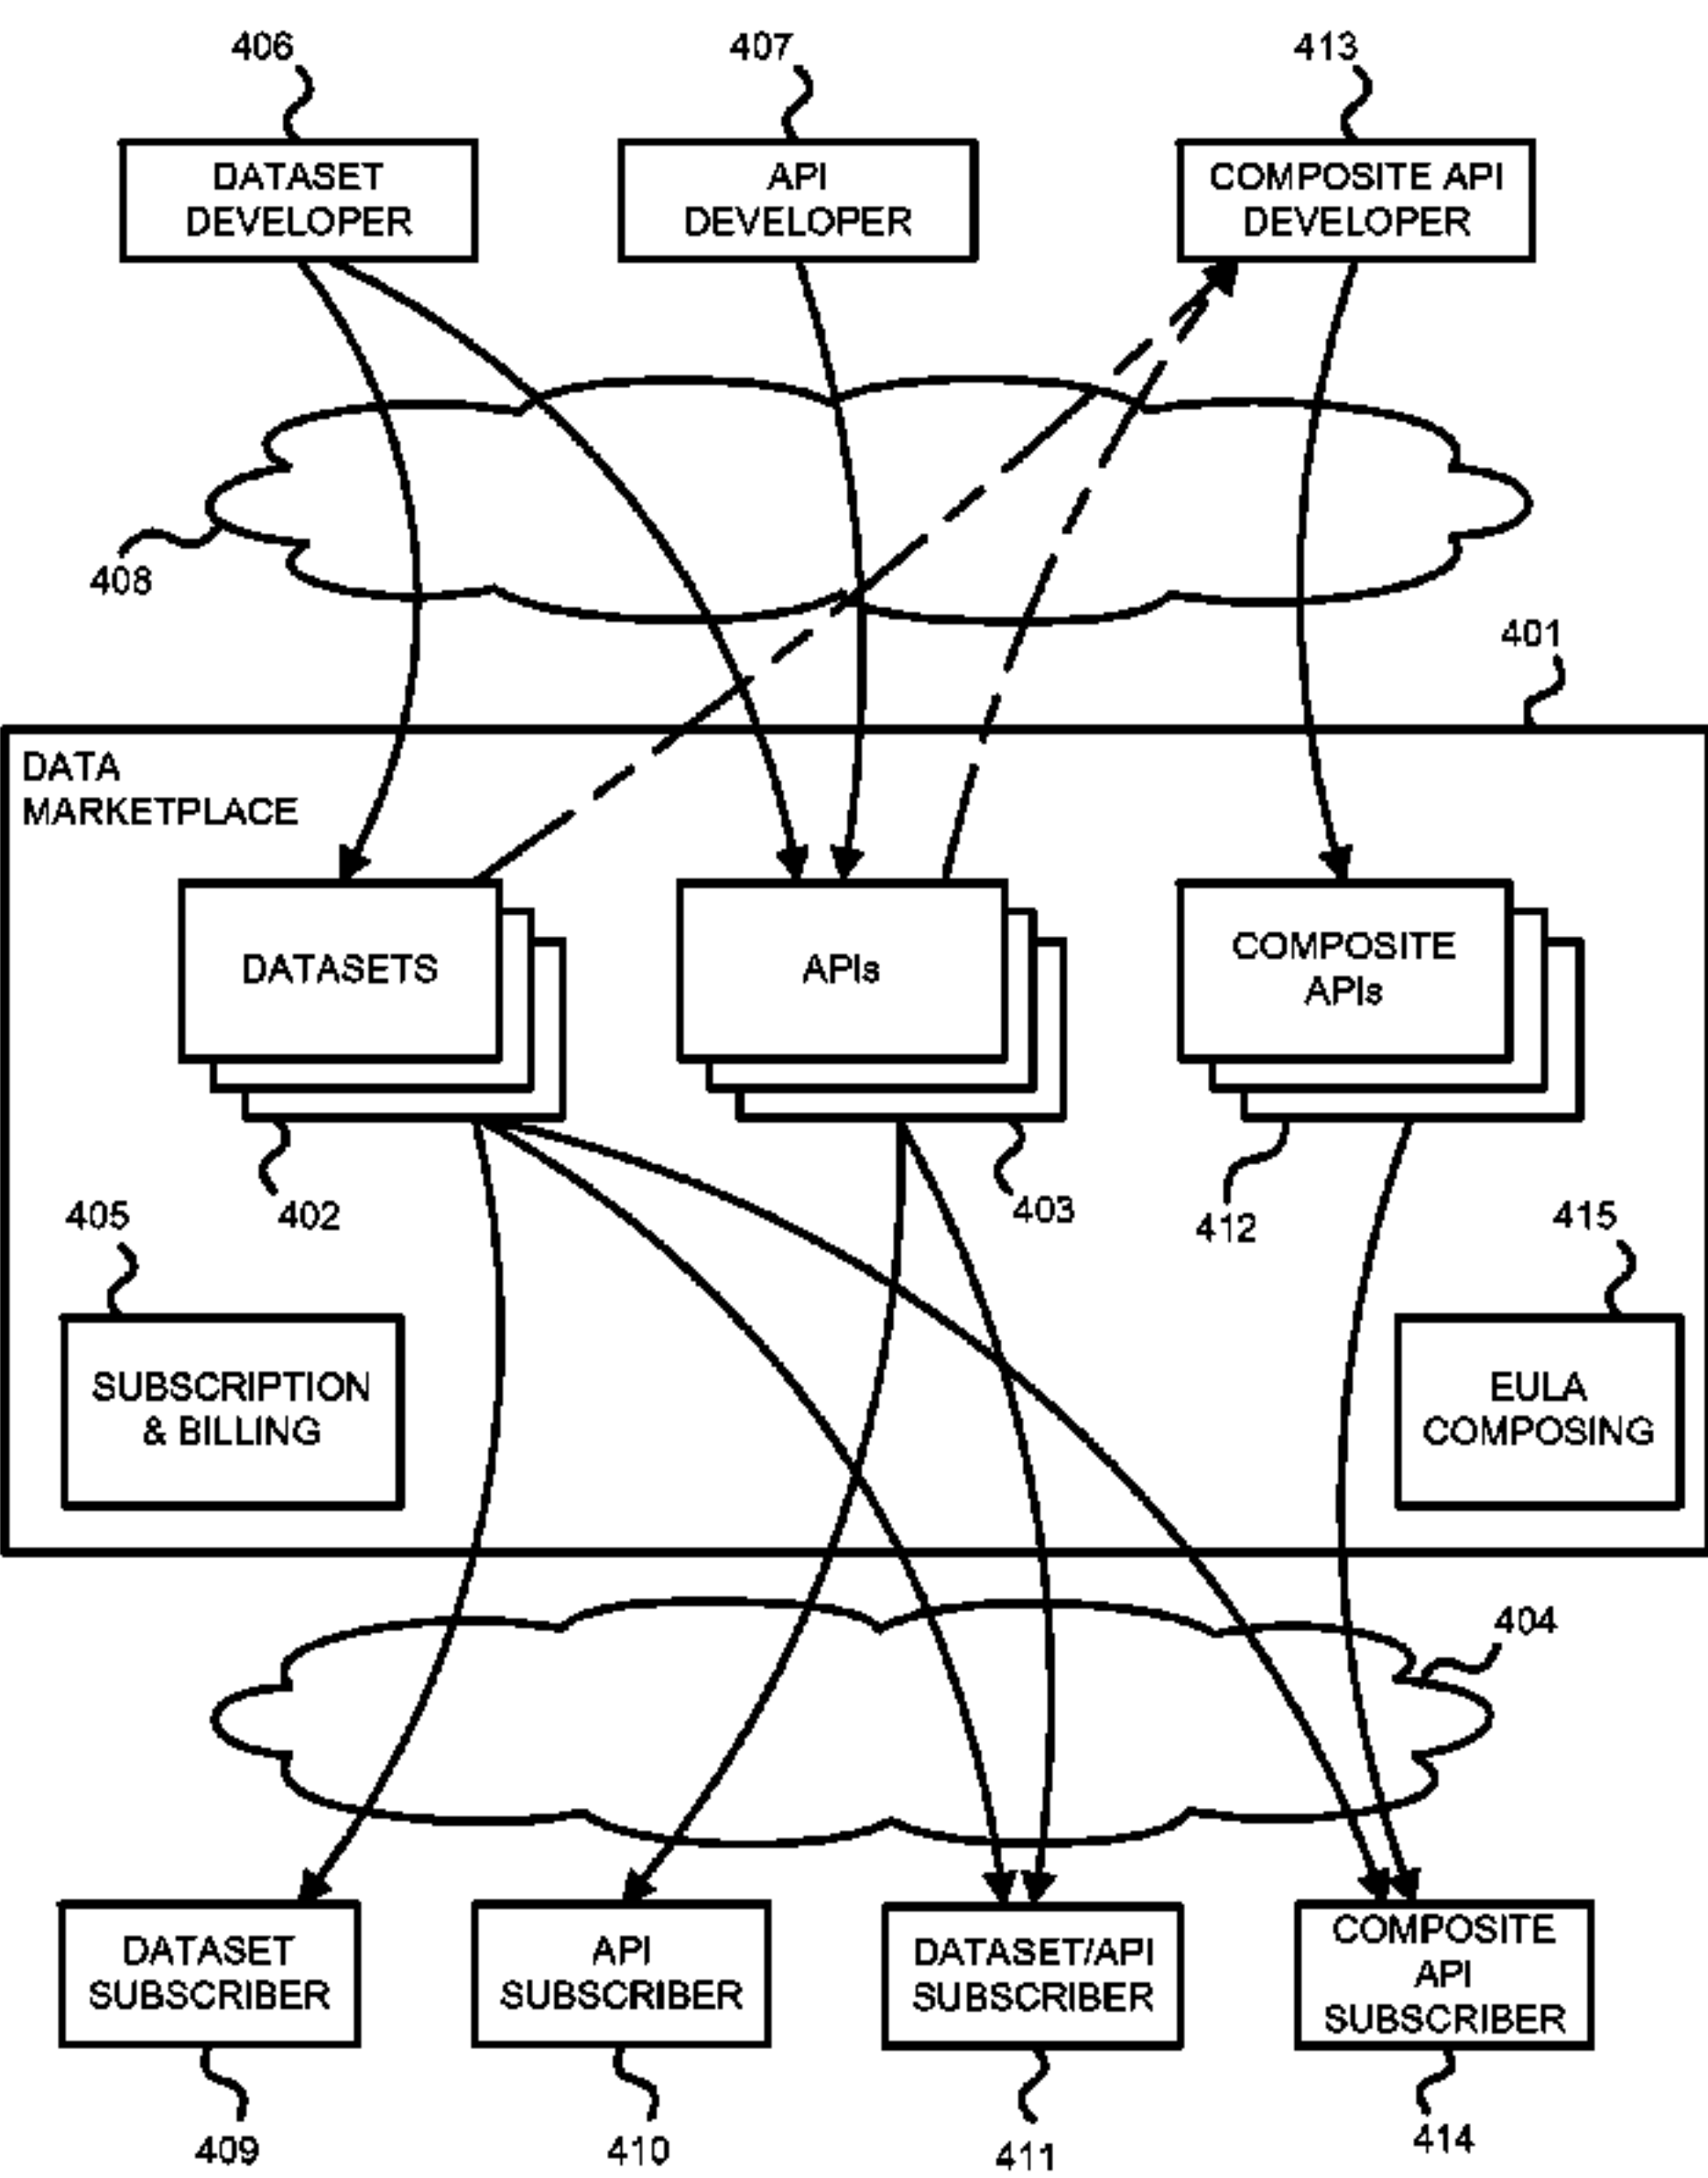 406
407
413
DATASET
DEVELOPER
API
DEVELOPER
COMPOSITE API
DEVELOPER
408
401
DATA
MARKETPLACE
DATASETS
APIs
COMPOSITE
APIs
405
402
403
412
415
SUBSCRIPTION
& BILLING
EULA
COMPOSING
404
DATASET
SUBSCRIBER
API
SUBSCRIBER
DATASET/API
SUBSCRIBER
COMPOSITE
API
SUBSCRIBER
409
410
411
414